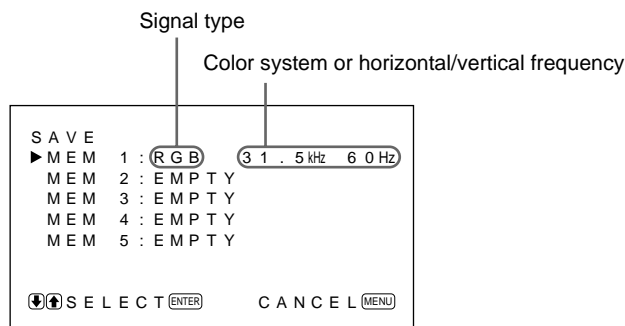 Signal type
Color system or horizontal/vertical frequency
SAVE
▶MEM 1:RGB 31.5kHz 60Hz
MEM 2:EMPTY
MEM 3:EMPTY
MEM 4:EMPTY
MEM 5:EMPTY
⬇⬆SELECT ENTER CANCEL MENU